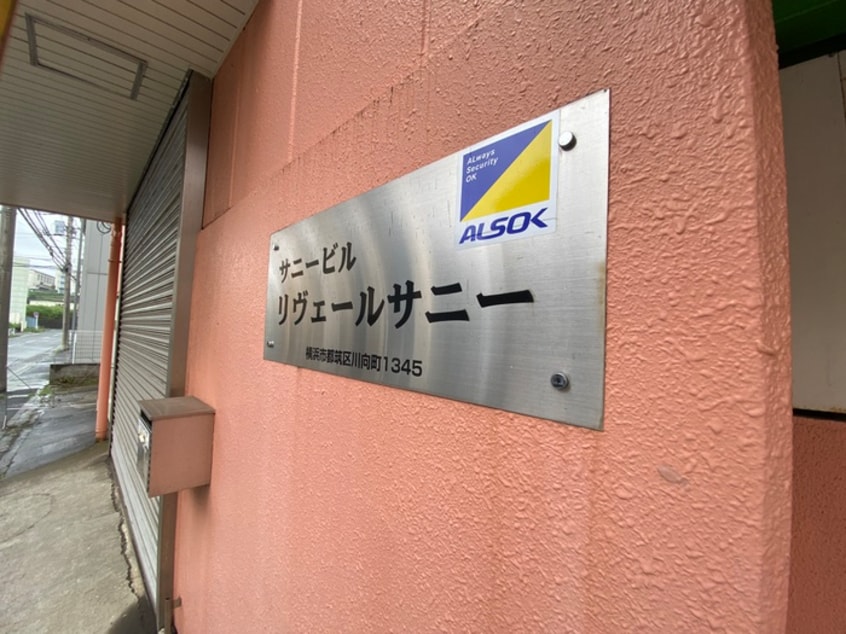 ALways
Security
OK
ALSOK
サニービル
リヴェールサニー
横浜市都筑区川向町1345